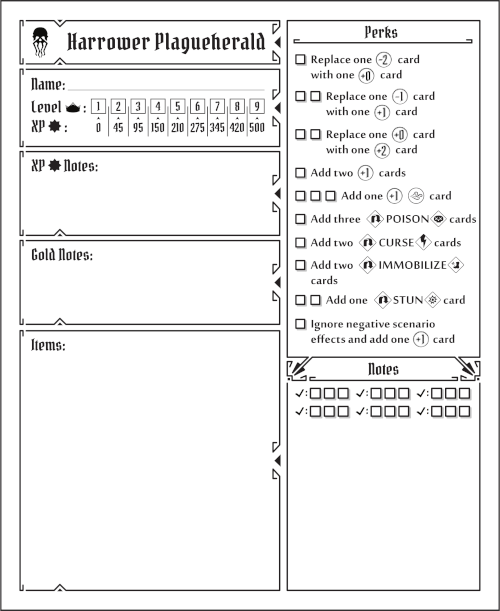 Harrower Plagueherald
Name:
Level : 1 2 3 4 5 6 7 8 9
XP : 0 45 95 150 210 275 345 420 500
XP Notes:
Gold Notes:
Items:
Perks
Replace one -2 card
with one +0 card
Replace one -1 card
with one +1 card
Replace one +0 card
with one +2 card
Add two +1 cards
Add one +1 card
Add three POISON cards
Add two CURSE cards
Add two IMMOBILIZE
cards
Add one STUN card
Ignore negative scenario
effects and add one +1 card
Notes
✓: ✓: ✓:
✓: ✓: ✓: